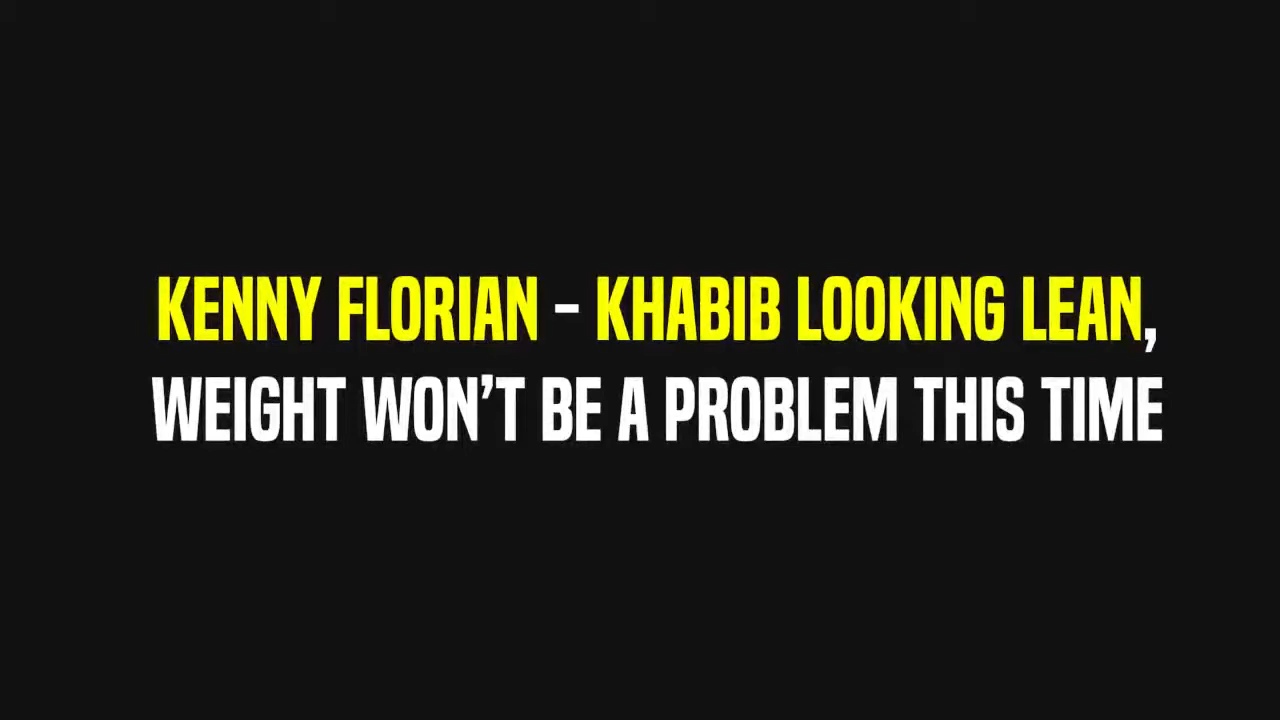 KENNY FLORIAN - KHABIB LOOKING LEAN,
WEIGHT WON'T BE A PROBLEM THIS TIME